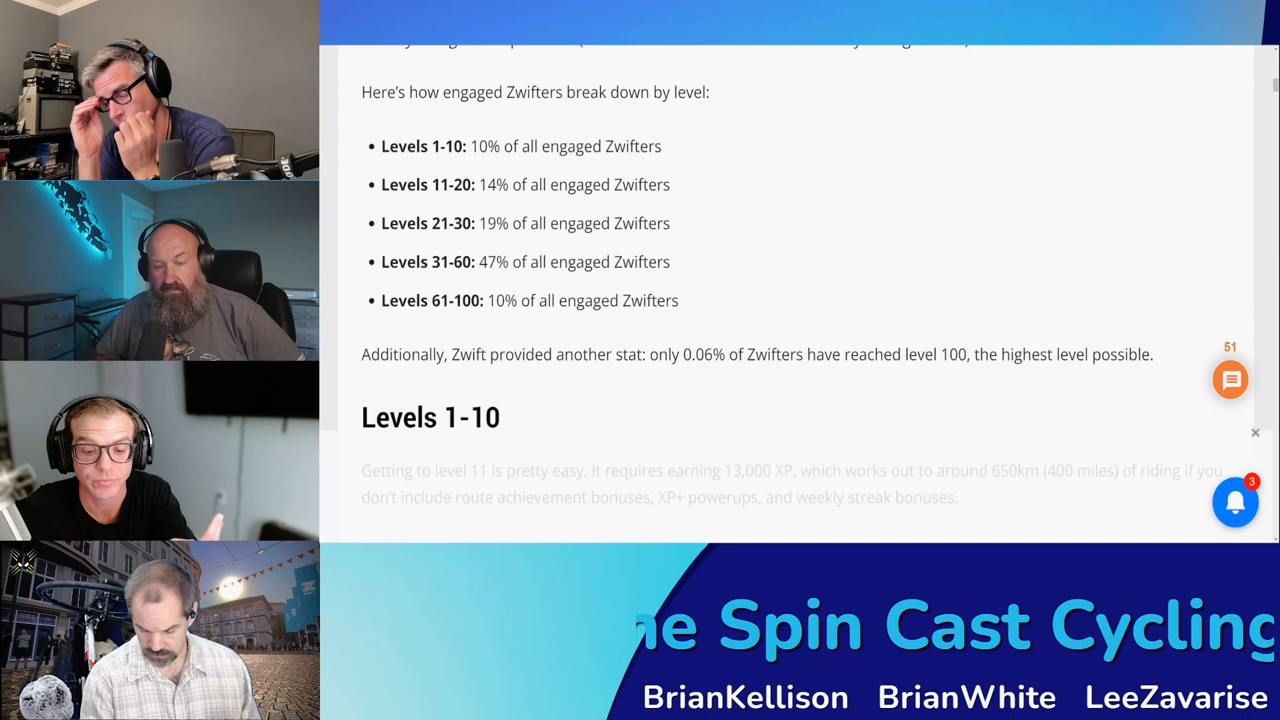 Here's how engaged Zwifters break down by level:
• Levels 1-10: 10% of all engaged Zwifters
• Levels 11-20: 14% of all engaged Zwifters
• Levels 21-30: 19% of all engaged Zwifters
• Levels 31-60: 47% of all engaged Zwifters
• Levels 61-100: 10% of all engaged Zwifters
Additionally, Zwift provided another stat: only 0.06% of Zwifters have reached level 100, the highest level possible.
51
Levels 1-10
Getting to level 11 is pretty easy. It requires earning 13,000 XP, which works out to around 650km (400 miles) of riding if you
don't include route achievement bonuses, XP+ powerups, and weekly streak bonuses.
3
ne Spin Cast Cycling
BrianKellison BrianWhite LeeZavarise